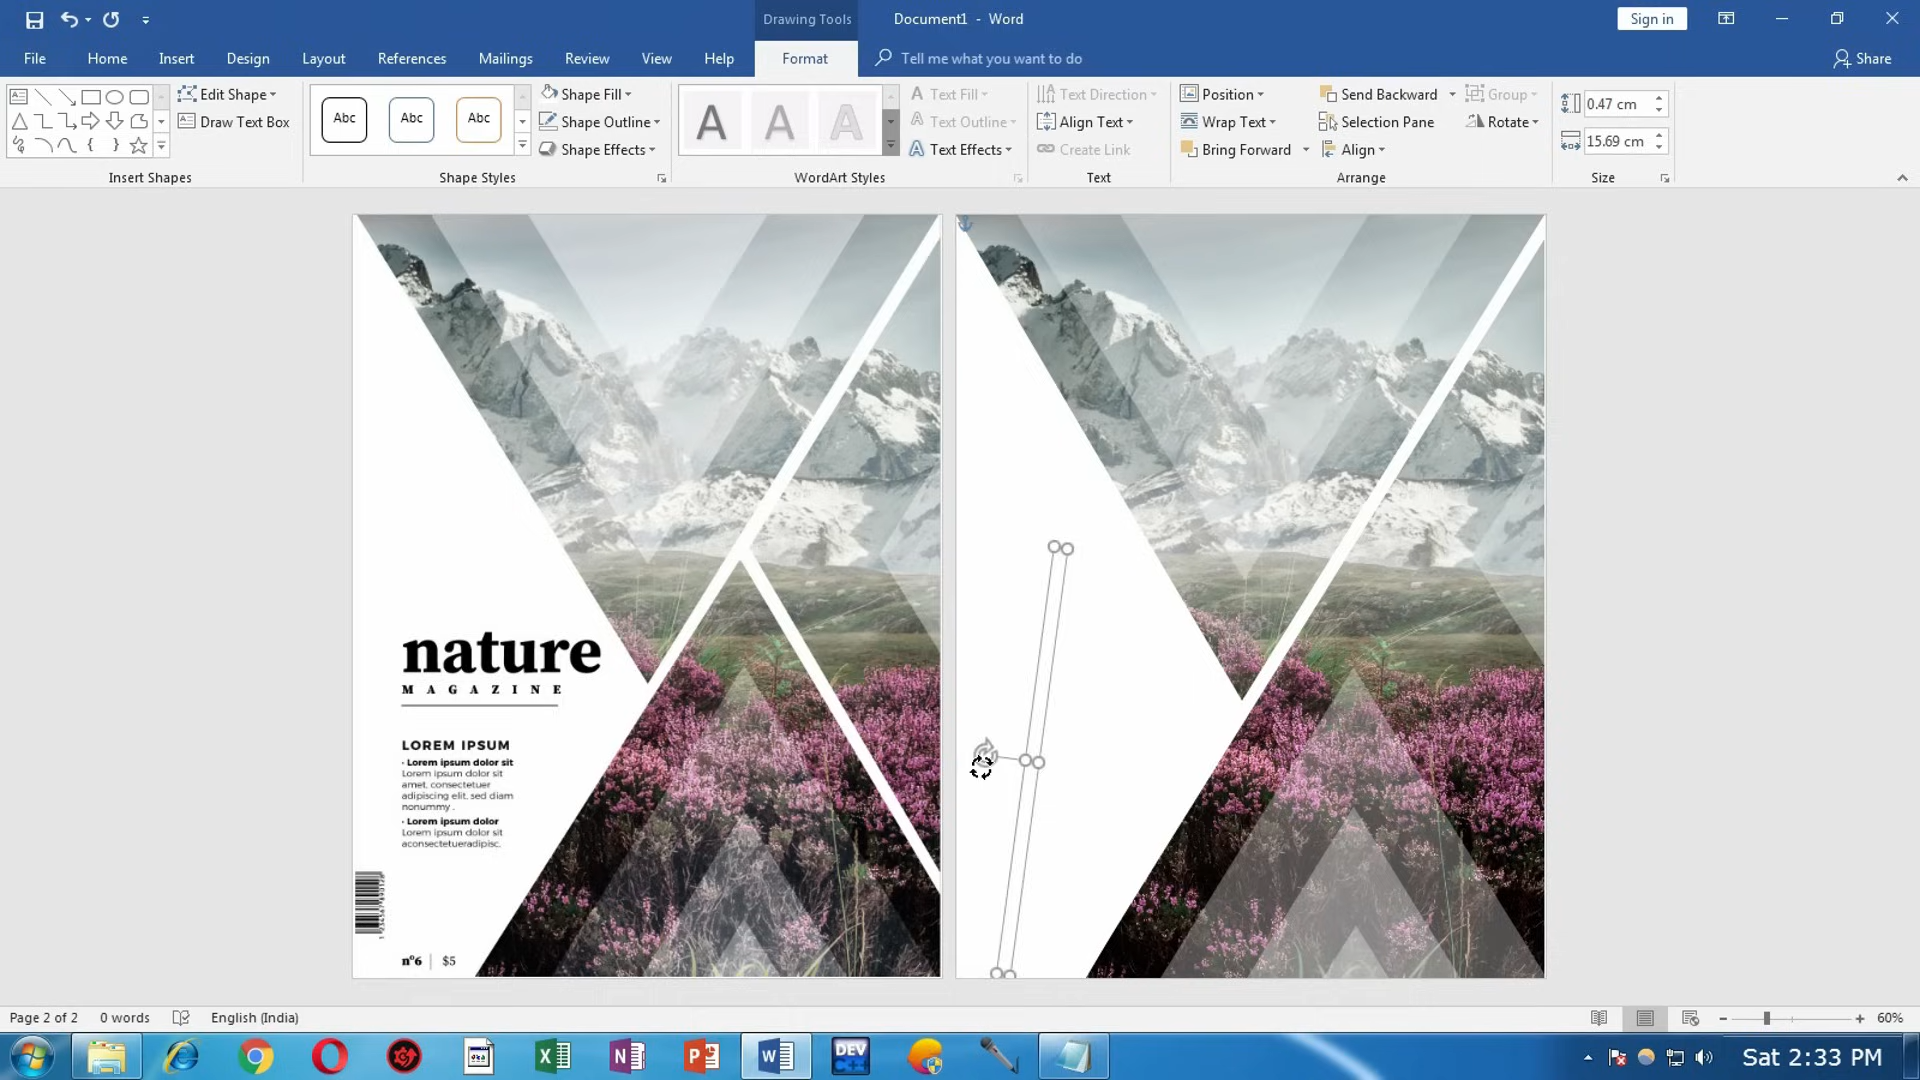 Drawing Tools
Document1 - Word
Sign in
File
Home
Insert
Design
Layout
References
Mailings
Review
View
Help
Format
Tell me what you want to do
Share
Edit Shape
Draw Text Box
Insert Shapes
Abc
Abc
Abc
Shape Fill
Shape Outline
Shape Effects
Shape Styles
A
A
A
WordArt Styles
A Text Fill
A Text Outline
A Text Effects
Text Direction
Align Text
Create Link
Text
Position
Wrap Text
Bring Forward
Send Backward
Selection Pane
Align
Group
Rotate
Arrange
0.47 cm
15.69 cm
Size
nature
MAGAZINE
LOREM IPSUM
· Lorem ipsum dolor sit
Lorem ipsum dolor sit
amet, consectetuer
adipiscing elit, sed diam
nonummy .
· Lorem ipsum dolor
Lorem ipsum dolor sit
aconsectetueradipisc.
nº6 | $5
Page 2 of 2
0 words
English (India)
60%
DEV
C++
Sat 2:33 PM